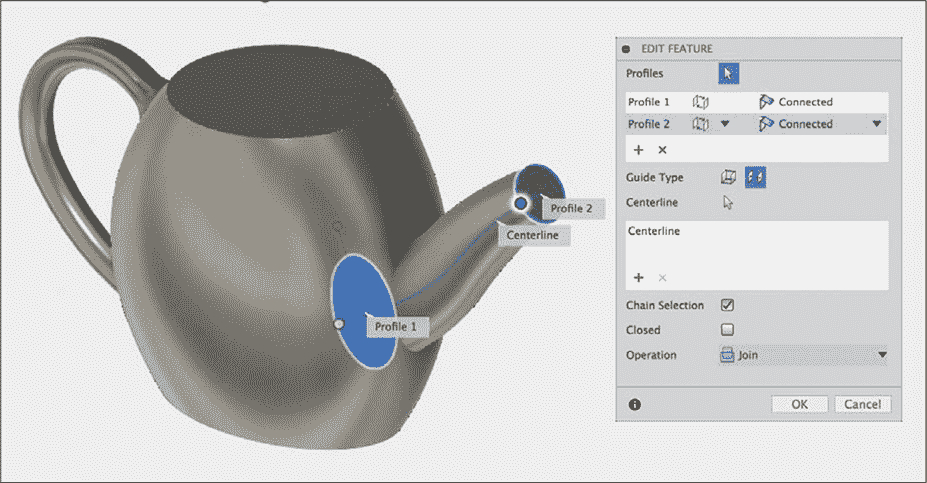 EDIT FEATURE
Profiles
Profile 1 Connected
Profile 2 Connected
Guide Type
Centerline
Centerline
Chain Selection
Closed
Operation Join
OK Cancel
Profile 2
Centerline
Profile 1